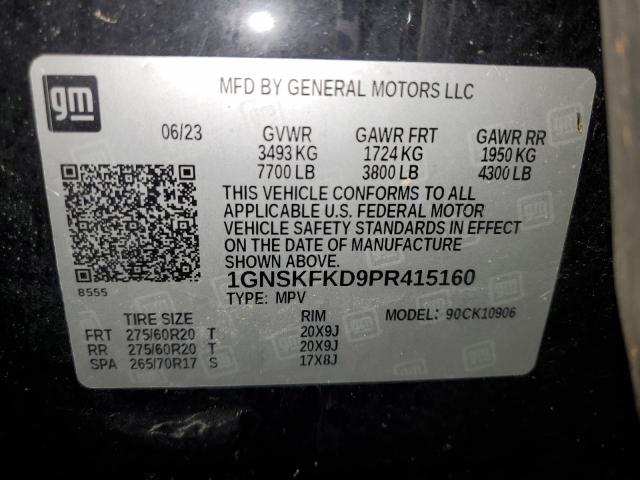 gm
MFD BY GENERAL MOTORS LLC
06/23 GVWR GAWR FRT GAWR RR
3493 KG 1724 KG 1950 KG
7700 LB 3800 LB 4300 LB
THIS VEHICLE CONFORMS TO ALL
APPLICABLE U.S. FEDERAL MOTOR
VEHICLE SAFETY STANDARDS IN EFFECT
ON THE DATE OF MANUFACTURE
SHOWN ABOVE.
8555
1GNSKFKD9PR415160
TYPE: MPV
TIRE SIZE RIM MODEL: 90CK10906
FRT 275/60R20 T 20X9J
RR 275/60R20 T 20X9J
SPA 265/70R17 S 17X8J